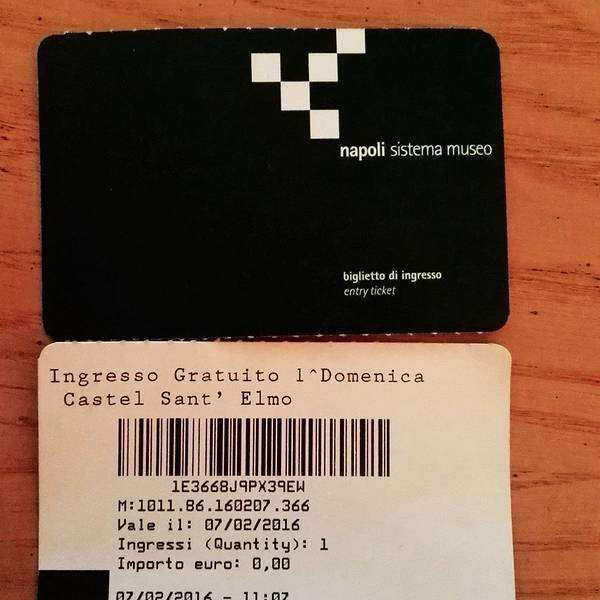 napoli sistema museo
biglietto di ingresso
entry ticket
Ingresso Gratuito 1^Domenica
Castel Sant' Elmo
1E3668J9PX39EW
M:1011.86.160207.366
Vale il: 07/02/2016
Ingressi (Quantity): 1
Importo euro: 0,00
07/02/2016 - 11:07